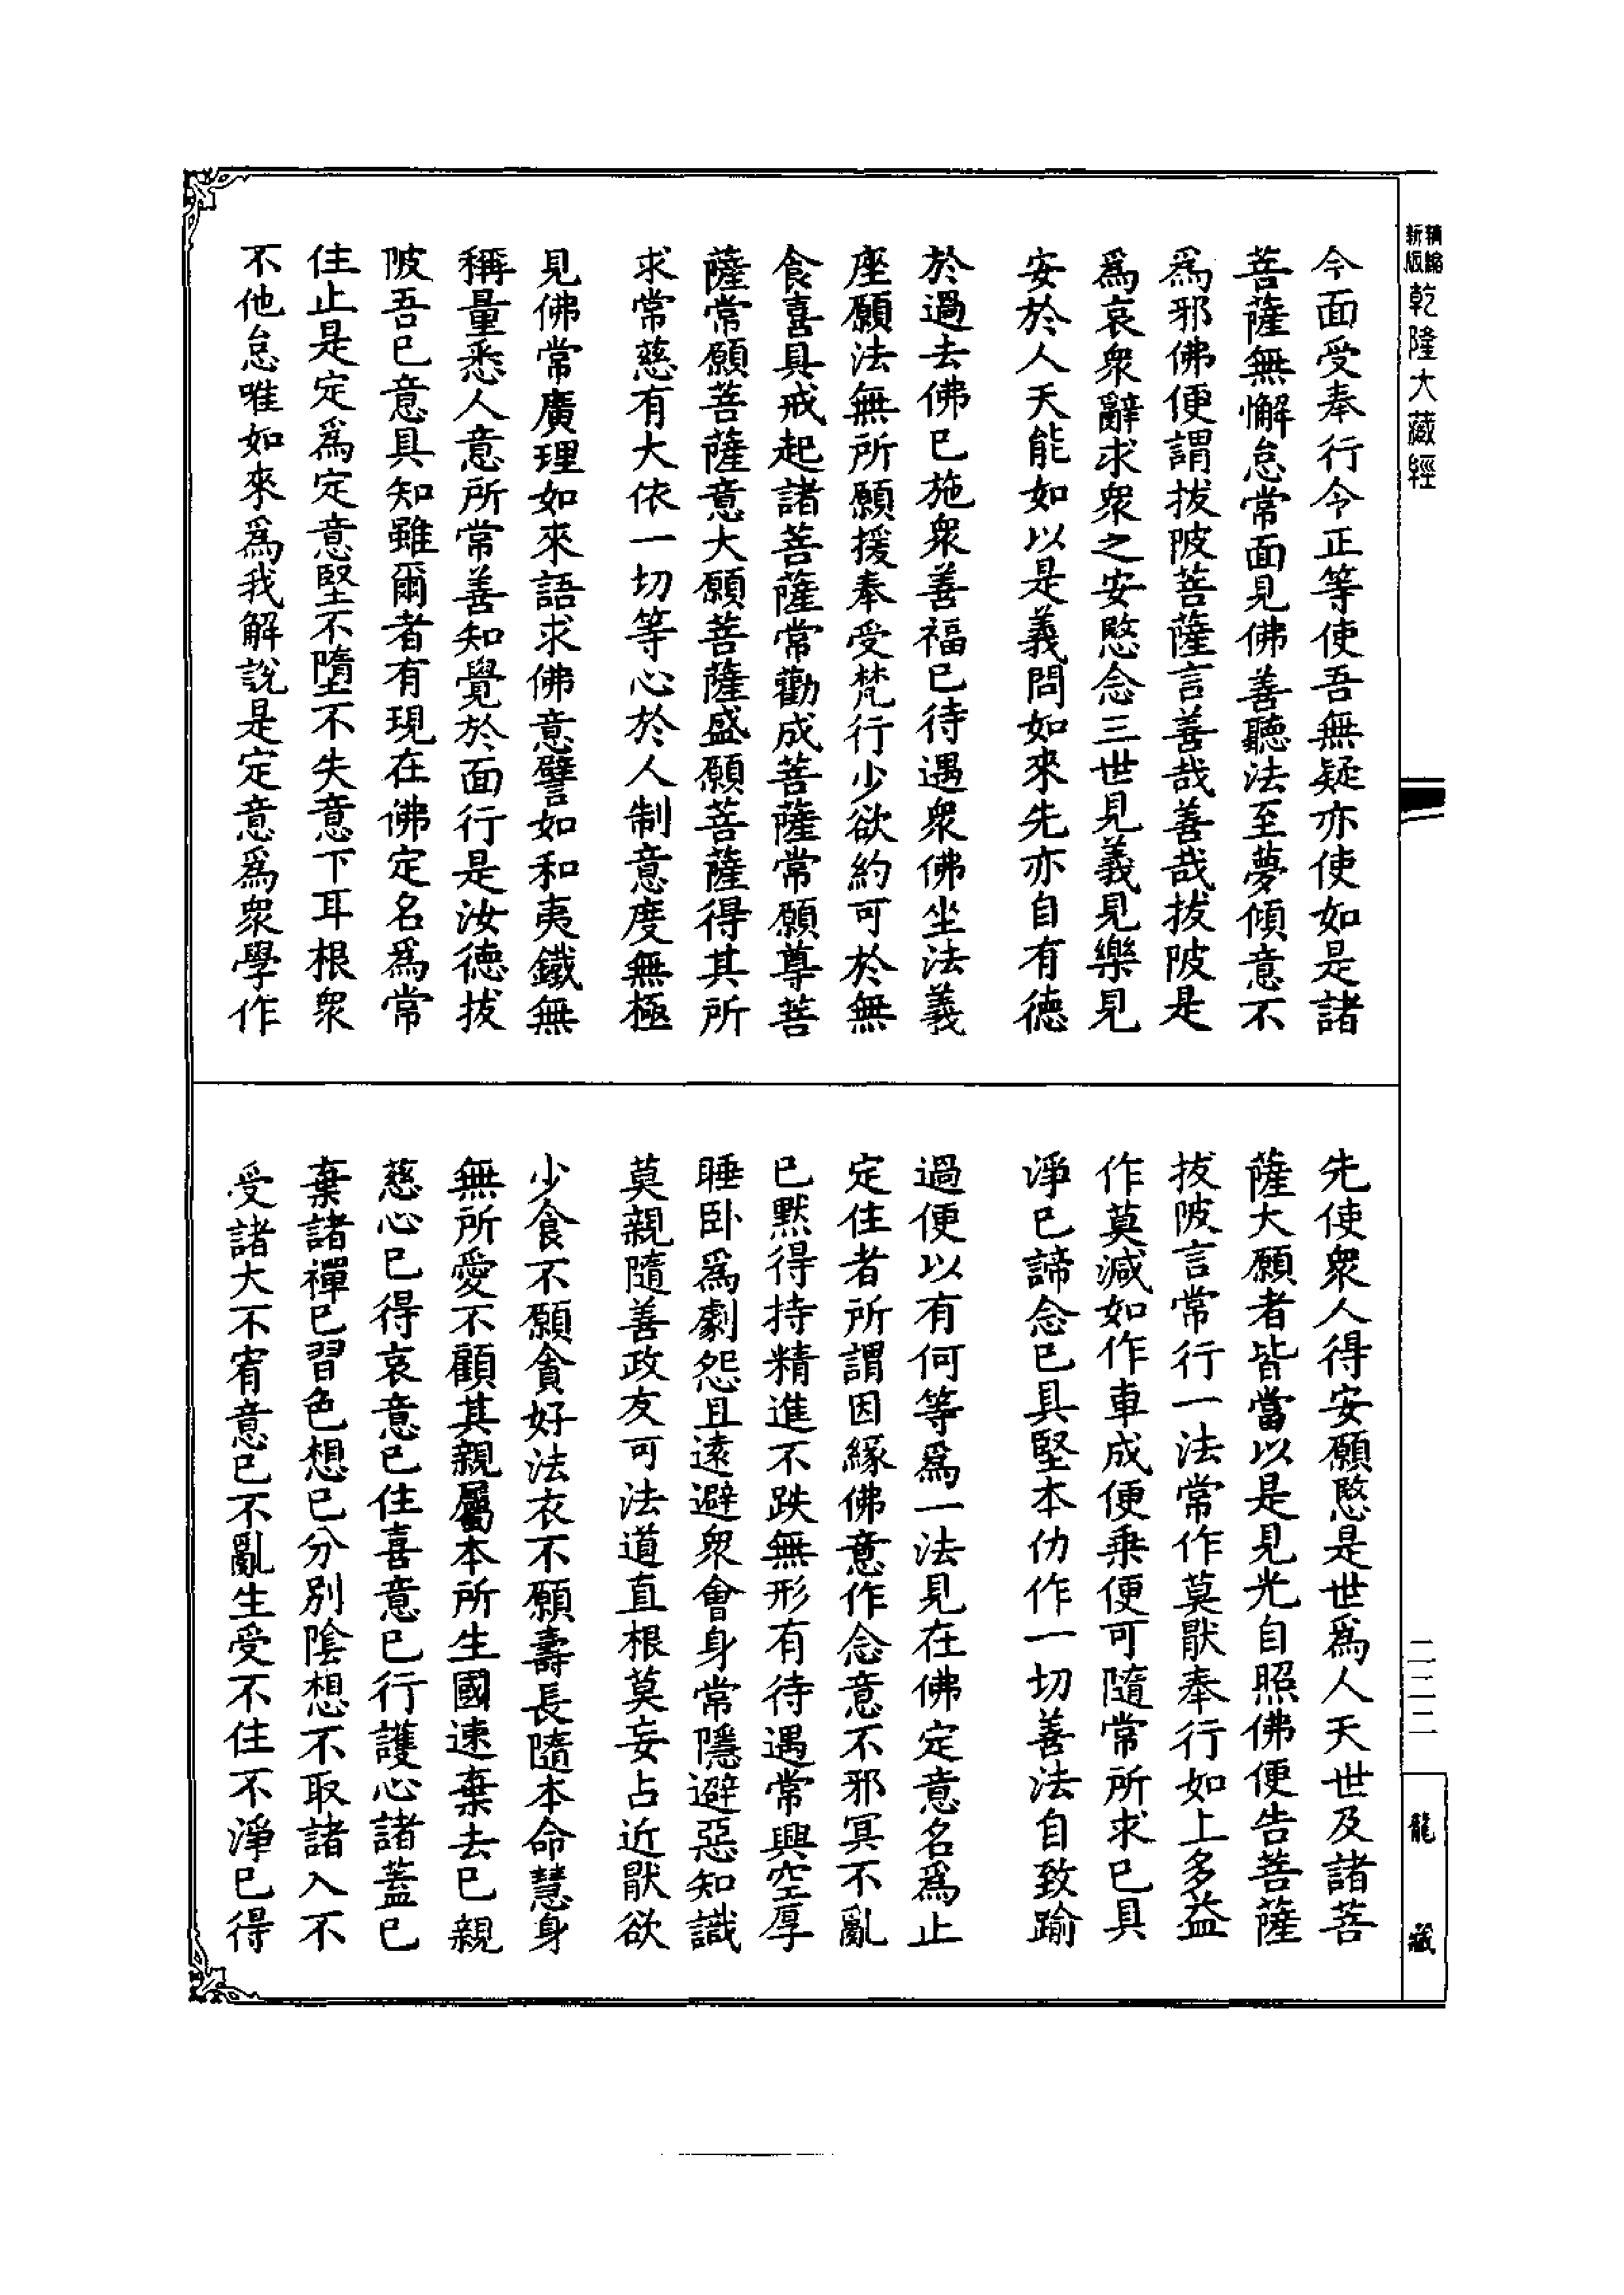 精縮新版乾隆大藏經
今面受奉行今正等使吾無疑亦使如是諸
菩薩無懈怠常面見佛善聽法至夢傾意不
爲邪佛便謂拔陂菩薩言善哉善哉拔陂是
爲哀衆辭求衆之安愍念三世見義見樂見
安於人天能如以是義問如來先亦自有德
於過去佛已施衆善福已待遇衆佛坐法義
座願法無所願援奉受梵行少欲約可於無
食喜具戒起諸菩薩常勸成菩薩常願尊菩
薩常願菩薩意大願菩薩盛願菩薩得其所
求常慈有大依一切等心於人制意度無極
見佛常廣理如來語求佛意譬如和夷鐵無
稱量悉人意所常善知覺於面行是汝德拔
陂吾已意具知雖爾者有現在佛定名爲常
住止是定爲定意堅不墮不失意下耳根衆
不他怠唯如來爲我解說是定意爲衆學作
先使衆人得安願愍是世爲人天世及諸菩
薩大願者皆當以是見光自照佛便告菩薩
拔陂言常行一法常作莫厭奉行如上多益
作莫減如作車成便乗便可隨常所求已具
淨已諦念已具堅本仂作一切善法自致踰
過便以有何等爲一法見在佛定意名爲止
定住者所謂因緣佛意作念意不邪冥不亂
已默得持精進不跌無形有待遇常興空厚
睡卧爲劇怨且遠避衆會身常隱避惡知識
莫親隨善政友可法道直根莫妄占近厭欲
少食不願貪好法衣不願壽長隨本命慧身
無所愛不顧其親屬本所生國速棄去已親
慈心已得哀意已住喜意已行護心諸蓋已
棄諸禪已習色想已分別陰想不取諸入不
受諸大不宥意已不亂生受不住不淨已得
二二二
龍藏